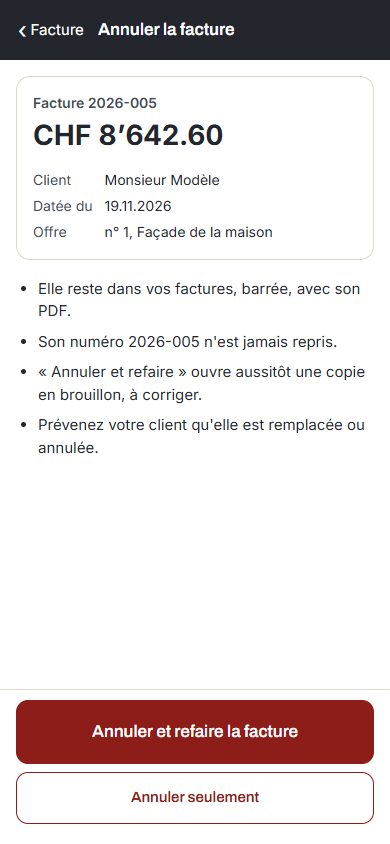 ‹ Facture Annuler la facture
Facture 2026-005
CHF 8’642.60
Client Monsieur Modèle
Datée du 19.11.2026
Offre n° 1, Façade de la maison
• Elle reste dans vos factures, barrée, avec son
PDF.
• Son numéro 2026-005 n'est jamais repris.
• « Annuler et refaire » ouvre aussitôt une copie
en brouillon, à corriger.
• Prévenez votre client qu'elle est remplacée ou
annulée.
Annuler et refaire la facture
Annuler seulement